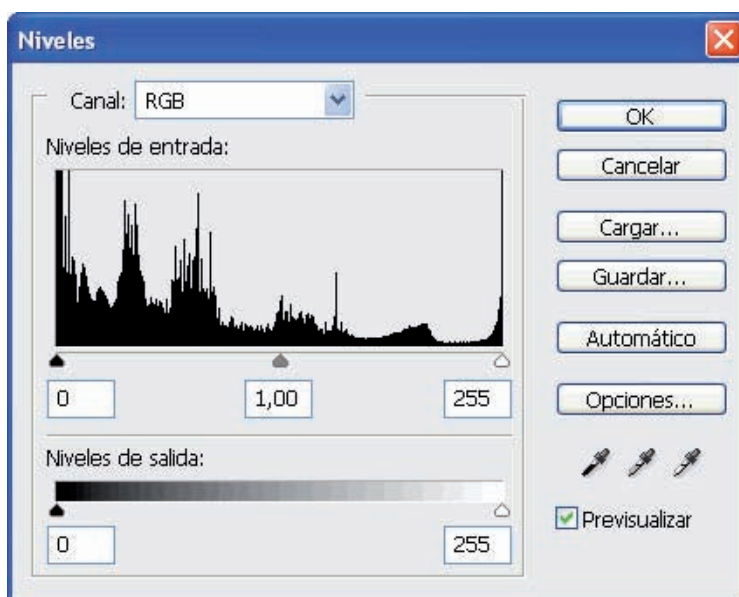 Niveles
Canal: RGB
Niveles de entrada:
0 1,00 255
Niveles de salida:
0 255
OK
Cancelar
Cargar...
Guardar...
Automático
Opciones...
Previsualizar